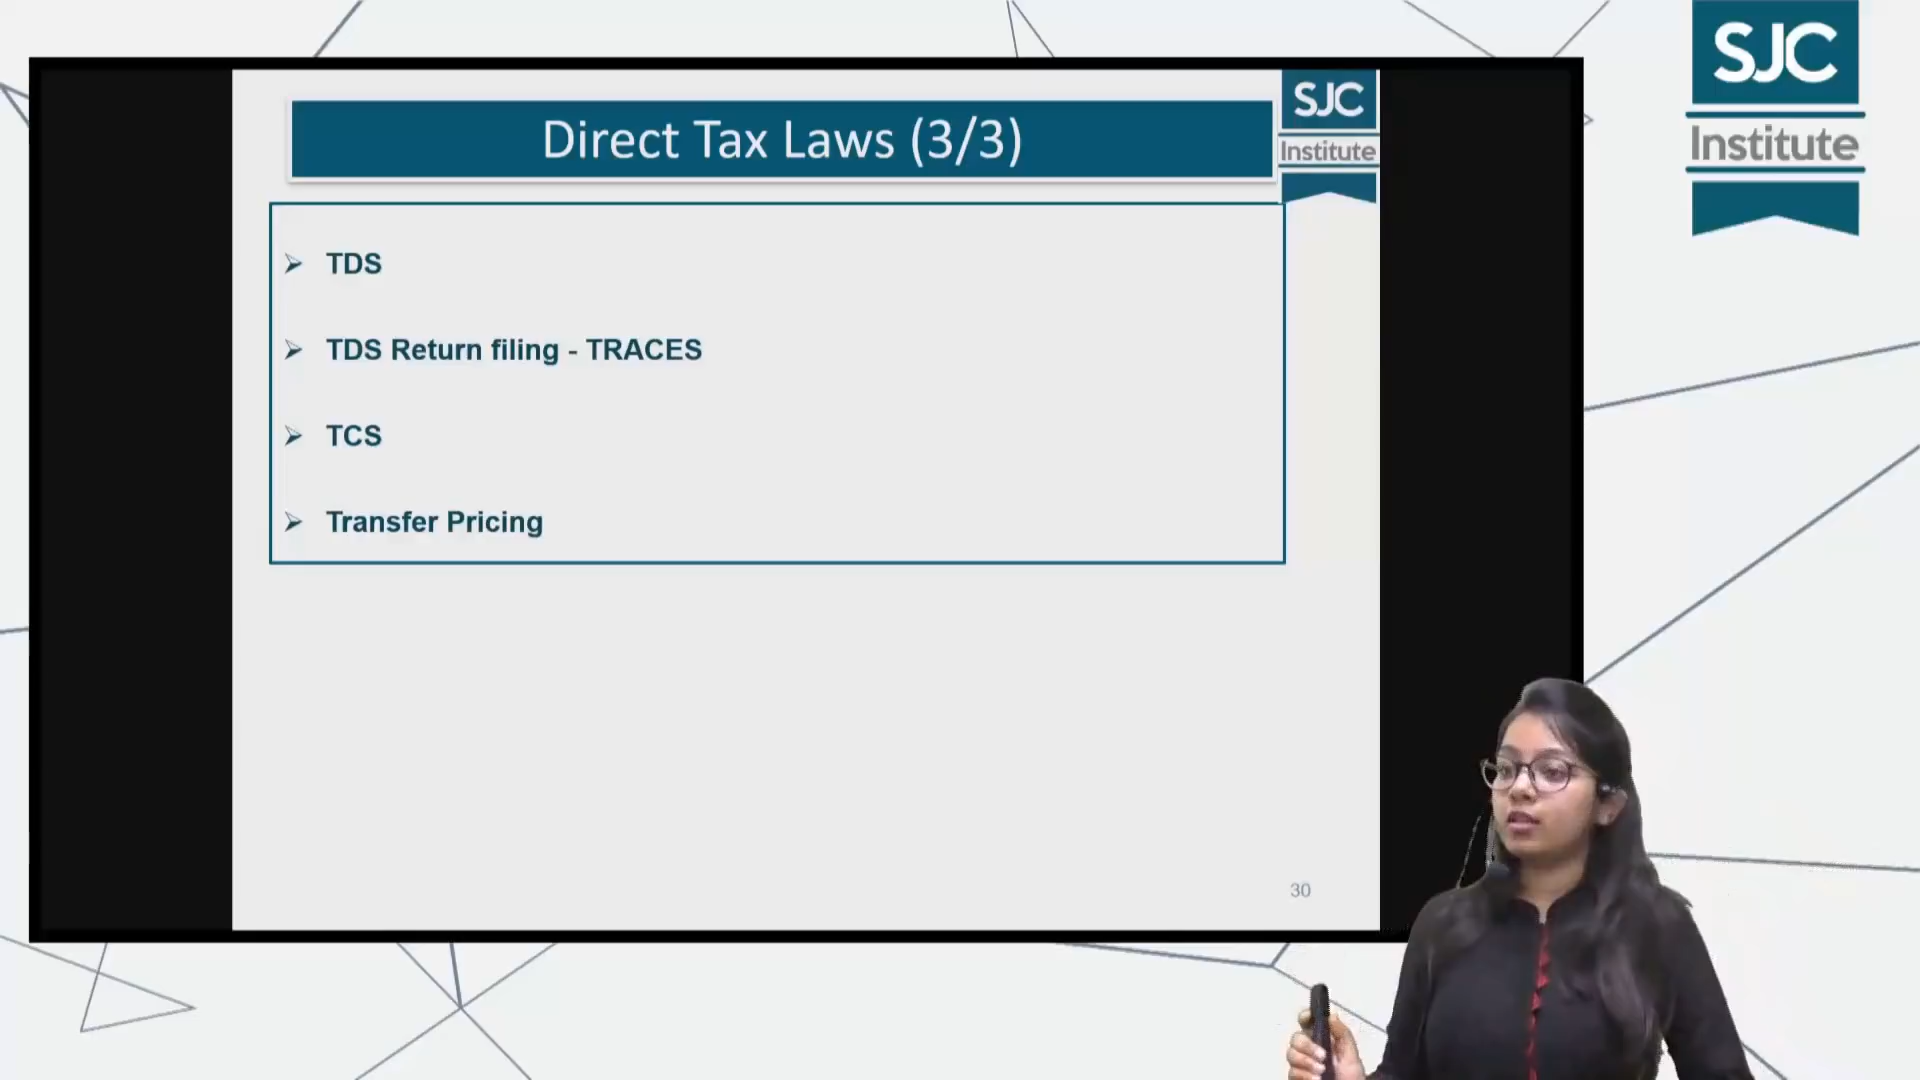 Direct Tax Laws (3/3)
SJC
Institute
SJC
Institute
➢ TDS
➢ TDS Return filing - TRACES
➢ TCS
➢ Transfer Pricing
30